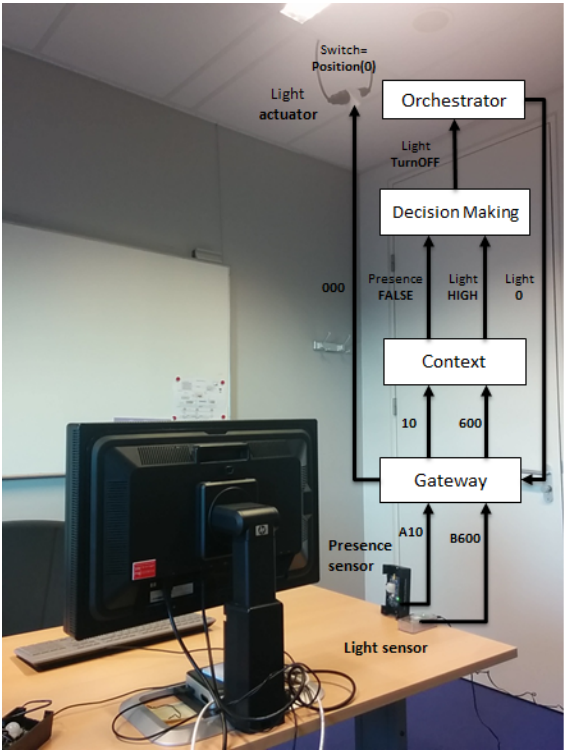 Switch=
Position(0)
Light
actuator
Orchestrator
Light
TurnOFF
Decision Making
000
Presence
FALSE
Light
HIGH
Light
0
Context
10
600
Gateway
A10
B600
Presence
sensor
Light sensor
hp